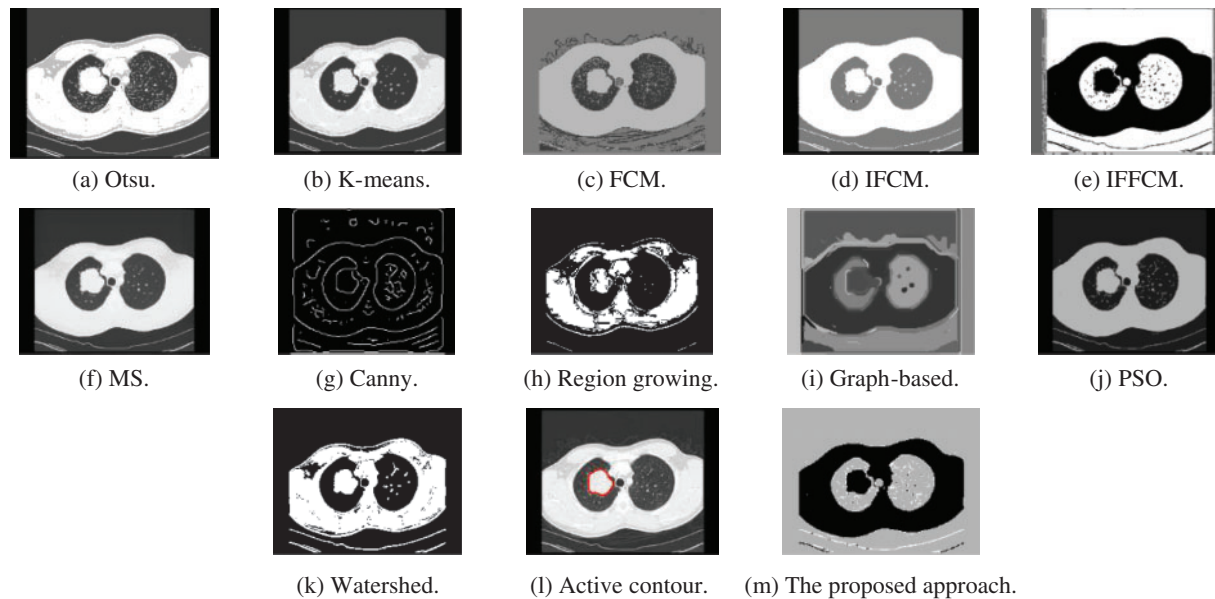 (a) Otsu.
(b) K-means.
(c) FCM.
(d) IFCM.
(e) IFFCM.
(f) MS.
(g) Canny.
(h) Region growing.
(i) Graph-based.
(j) PSO.
(k) Watershed.
(l) Active contour.
(m) The proposed approach.